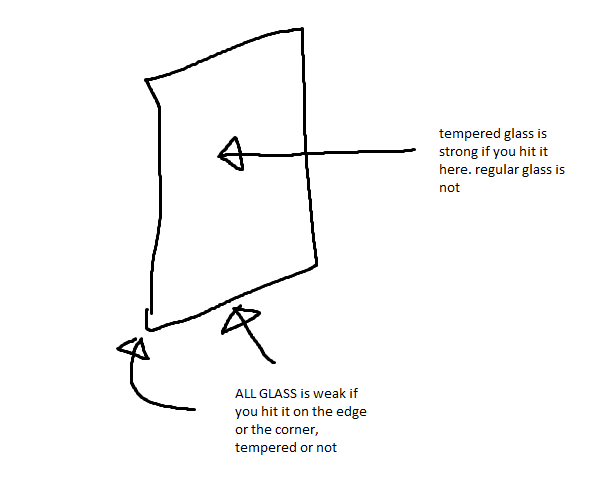 tempered glass is
strong if you hit it
here. regular glass is
not
ALL GLASS is weak if
you hit it on the edge
or the corner,
tempered or not